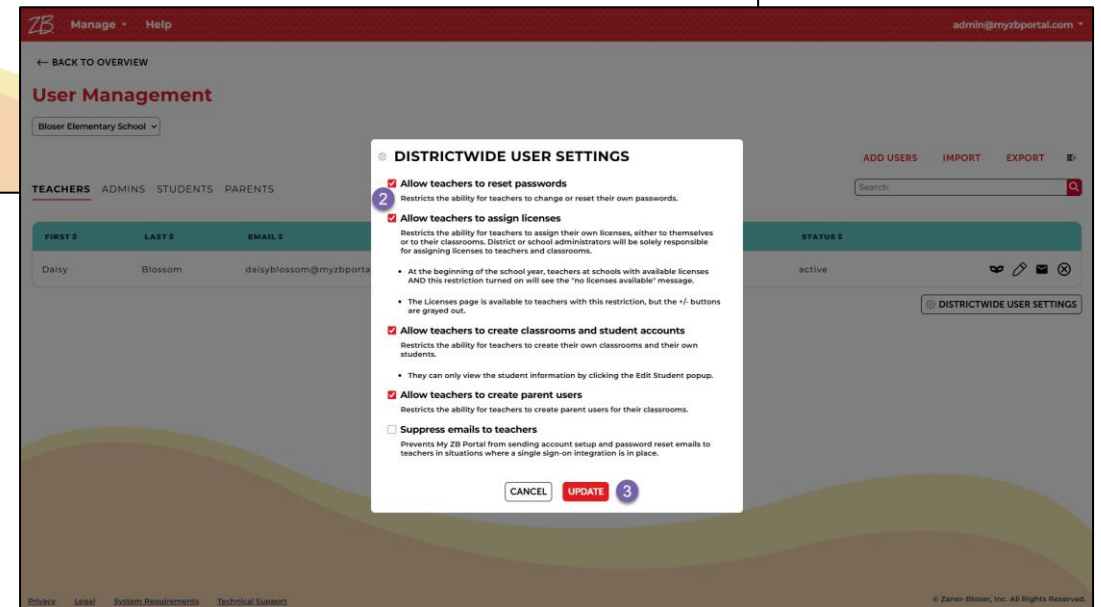 ZB Manage Help admin@myzbportal.com
← BACK TO OVERVIEW
User Management
Bloser Elementary School
ADD USERS IMPORT EXPORT
TEACHERS ADMINS STUDENTS PARENTS
Search
FIRST LAST EMAIL STATUS
Daisy Blossom daisyblossom@myzbporta active
DISTRICTWIDE USER SETTINGS
DISTRICTWIDE USER SETTINGS
Allow teachers to reset passwords
2
Restricts the ability for teachers to change or reset their own passwords.
Allow teachers to assign licenses
Restricts the ability for teachers to assign their own licenses, either to themselves
or to their classrooms. District or school administrators will be solely responsible
for assigning licenses to teachers and classrooms.
• At the beginning of the school year, teachers at schools with available licenses
AND this restriction turned on will see the "no licenses available" message.
• The Licenses page is available to teachers with this restriction, but the +/- buttons
are grayed out.
Allow teachers to create classrooms and student accounts
Restricts the ability for teachers to create their own classrooms and their own
students.
• They can only view the student information by clicking the Edit Student popup.
Allow teachers to create parent users
Restricts the ability for teachers to create parent users for their classrooms.
Suppress emails to teachers
Prevents My ZB Portal from sending account setup and password reset emails to
teachers in situations where a single sign-on integration is in place.
CANCEL UPDATE 3
Privacy Legal System Requirements Technical Support © Zaner-Bloser, Inc. All Rights Reserved.